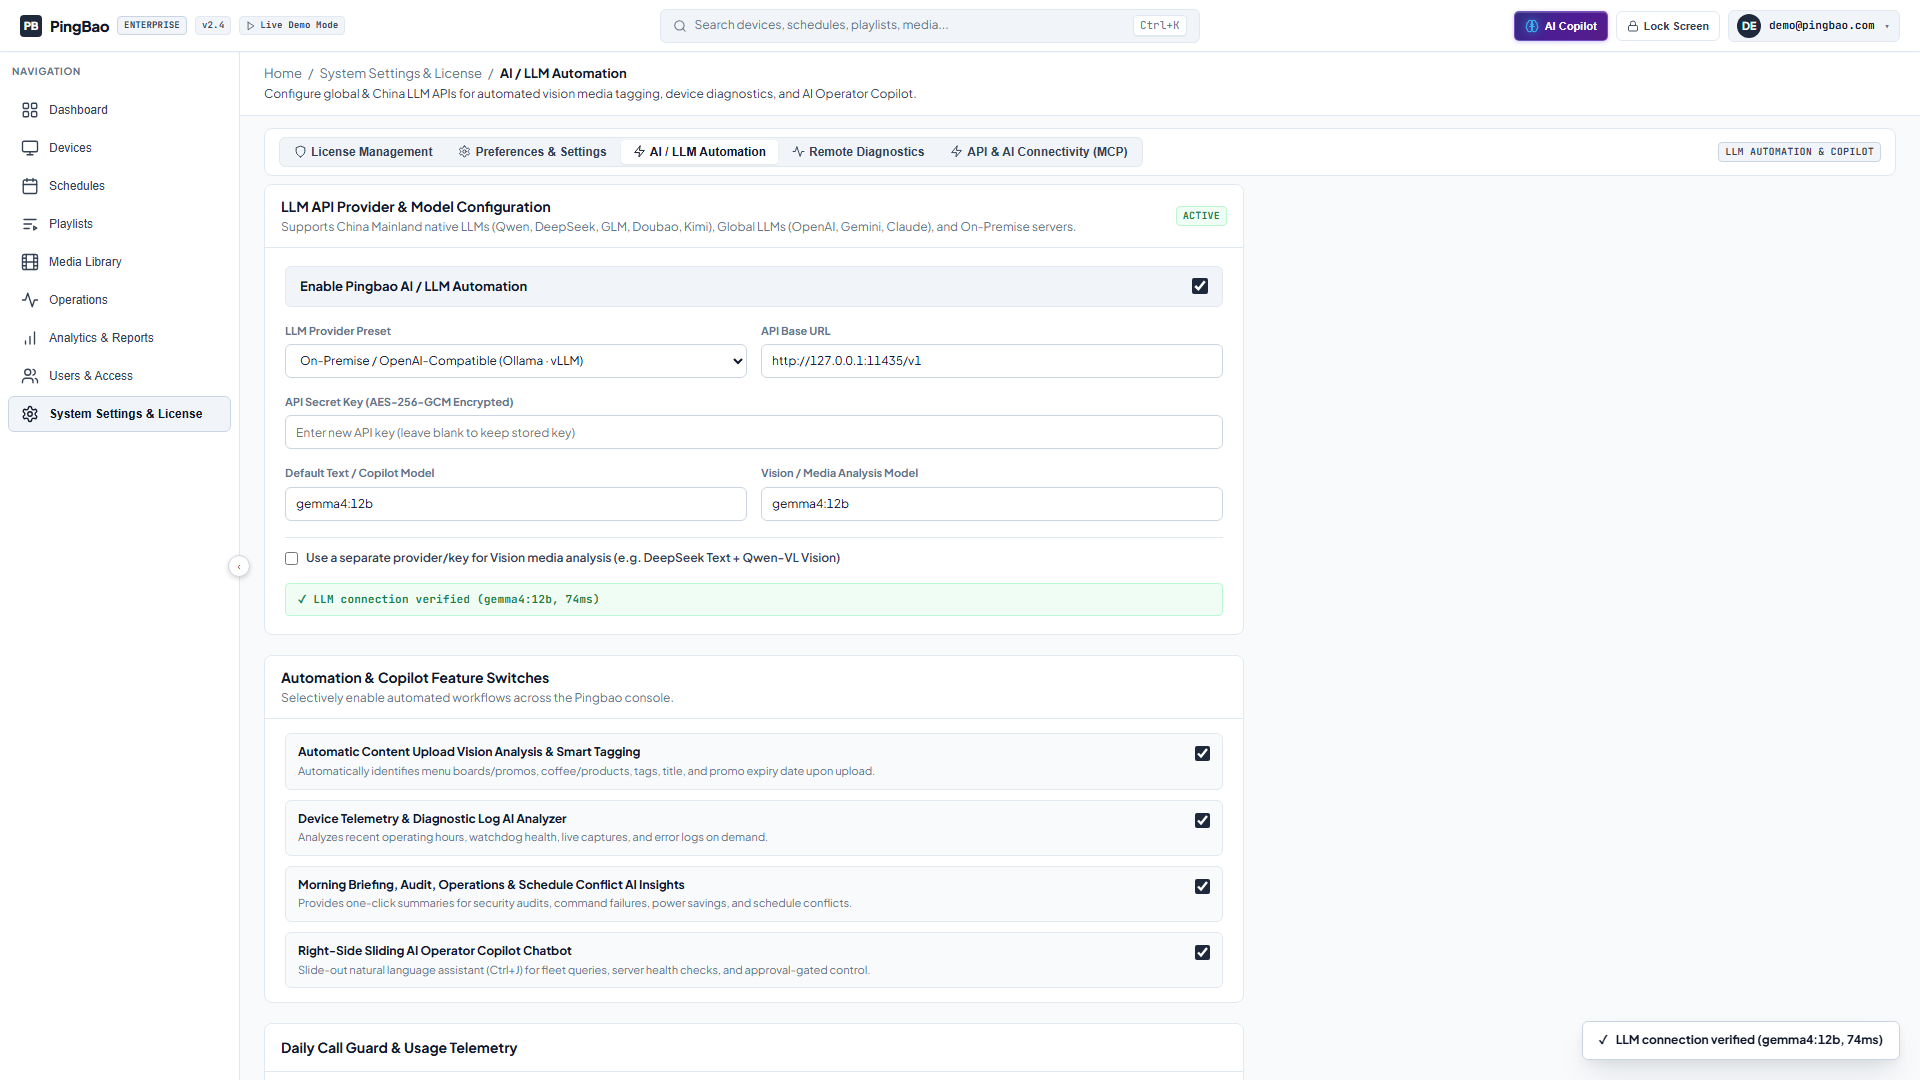 PB PingBao ENTERPRISE v2.4 Live Demo Mode
Search devices, schedules, playlists, media... Ctrl+K
AI Copilot Lock Screen DE demo@pingbao.com
NAVIGATION
Dashboard
Devices
Schedules
Playlists
Media Library
Operations
Analytics & Reports
Users & Access
System Settings & License
Home / System Settings & License / AI / LLM Automation
Configure global & China LLM APIs for automated vision media tagging, device diagnostics, and AI Operator Copilot.
License Management Preferences & Settings AI / LLM Automation Remote Diagnostics API & AI Connectivity (MCP)
LLM AUTOMATION & COPILOT
LLM API Provider & Model Configuration
Supports China Mainland native LLMs (Qwen, DeepSeek, GLM, Doubao, Kimi), Global LLMs (OpenAI, Gemini, Claude), and On-Premise servers.
ACTIVE
Enable Pingbao AI / LLM Automation
LLM Provider Preset API Base URL
On-Premise / OpenAI-Compatible (Ollama · vLLM) http://127.0.0.1:11435/v1
API Secret Key (AES-256-GCM Encrypted)
Enter new API key (leave blank to keep stored key)
Default Text / Copilot Model Vision / Media Analysis Model
gemma4:12b gemma4:12b
Use a separate provider/key for Vision media analysis (e.g. DeepSeek Text + Qwen-VL Vision)
✓ LLM connection verified (gemma4:12b, 74ms)
Automation & Copilot Feature Switches
Selectively enable automated workflows across the Pingbao console.
Automatic Content Upload Vision Analysis & Smart Tagging
Automatically identifies menu boards/promos, coffee/products, tags, title, and promo expiry date upon upload.
Device Telemetry & Diagnostic Log AI Analyzer
Analyzes recent operating hours, watchdog health, live captures, and error logs on demand.
Morning Briefing, Audit, Operations & Schedule Conflict AI Insights
Provides one-click summaries for security audits, command failures, power savings, and schedule conflicts.
Right-Side Sliding AI Operator Copilot Chatbot
Slide-out natural language assistant (Ctrl+J) for fleet queries, server health checks, and approval-gated control.
Daily Call Guard & Usage Telemetry
✓ LLM connection verified (gemma4:12b, 74ms)